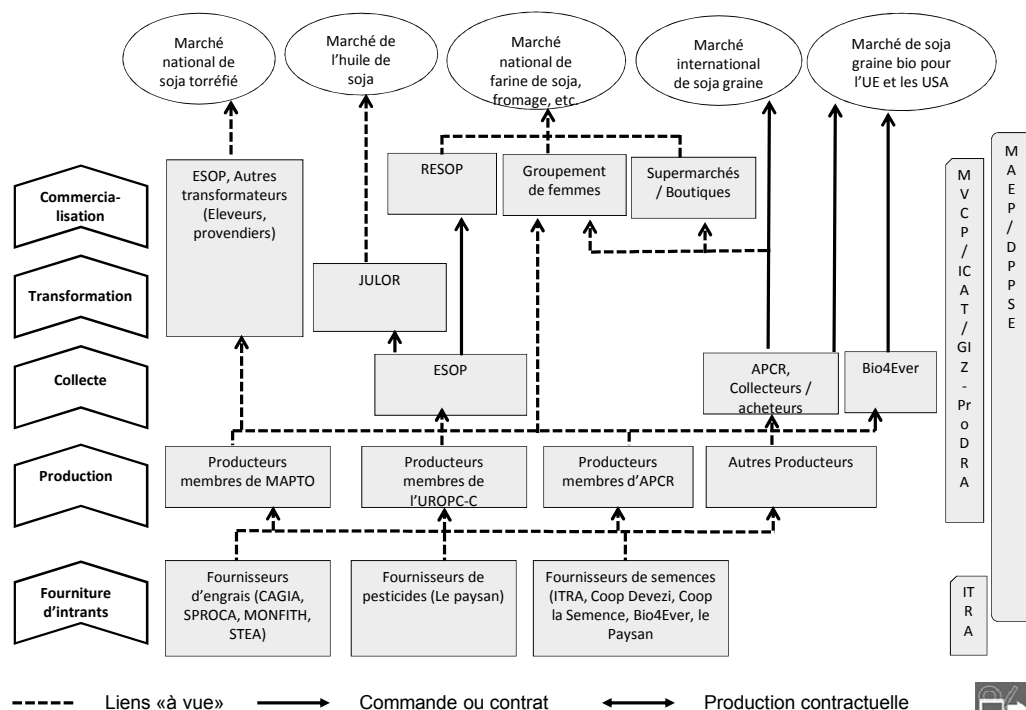 Marché
national de
soja torréfié
Marché de
l'huile de
soja
Marché
national de
farine de soja,
fromage, etc.
Marché
international
de soja graine
Marché de soja
graine bio pour
l'UE et les USA
Commercia-
lisation
ESOP, Autres
transformateurs
(Eleveurs,
provendiers)
RESOP
Groupement
de femmes
Supermarchés
/ Boutiques
Transformation
JULOR
Collecte
ESOP
APCR,
Collecteurs /
acheteurs
Bio4Ever
Production
Producteurs
membres de MAPTO
Producteurs
membres de
l'UROPC-C
Producteurs
membres d'APCR
Autres Producteurs
Fourniture
d'intrants
Fournisseurs
d'engrais (CAGIA,
SPROCA, MONFITH,
STEA)
Fournisseurs de
pesticides (Le paysan)
Fournisseurs de semences
(ITRA, Coop Devezi, Coop
la Semence, Bio4Ever, le
Paysan
M
V
C
P
/
IC
A
T
/
GI
Z
-
Pr
o
D
R
A
IT
R
A
M
A
E
P
/
D
P
P
S
E
Liens «à vue»
Commande ou contrat
Production contractuelle